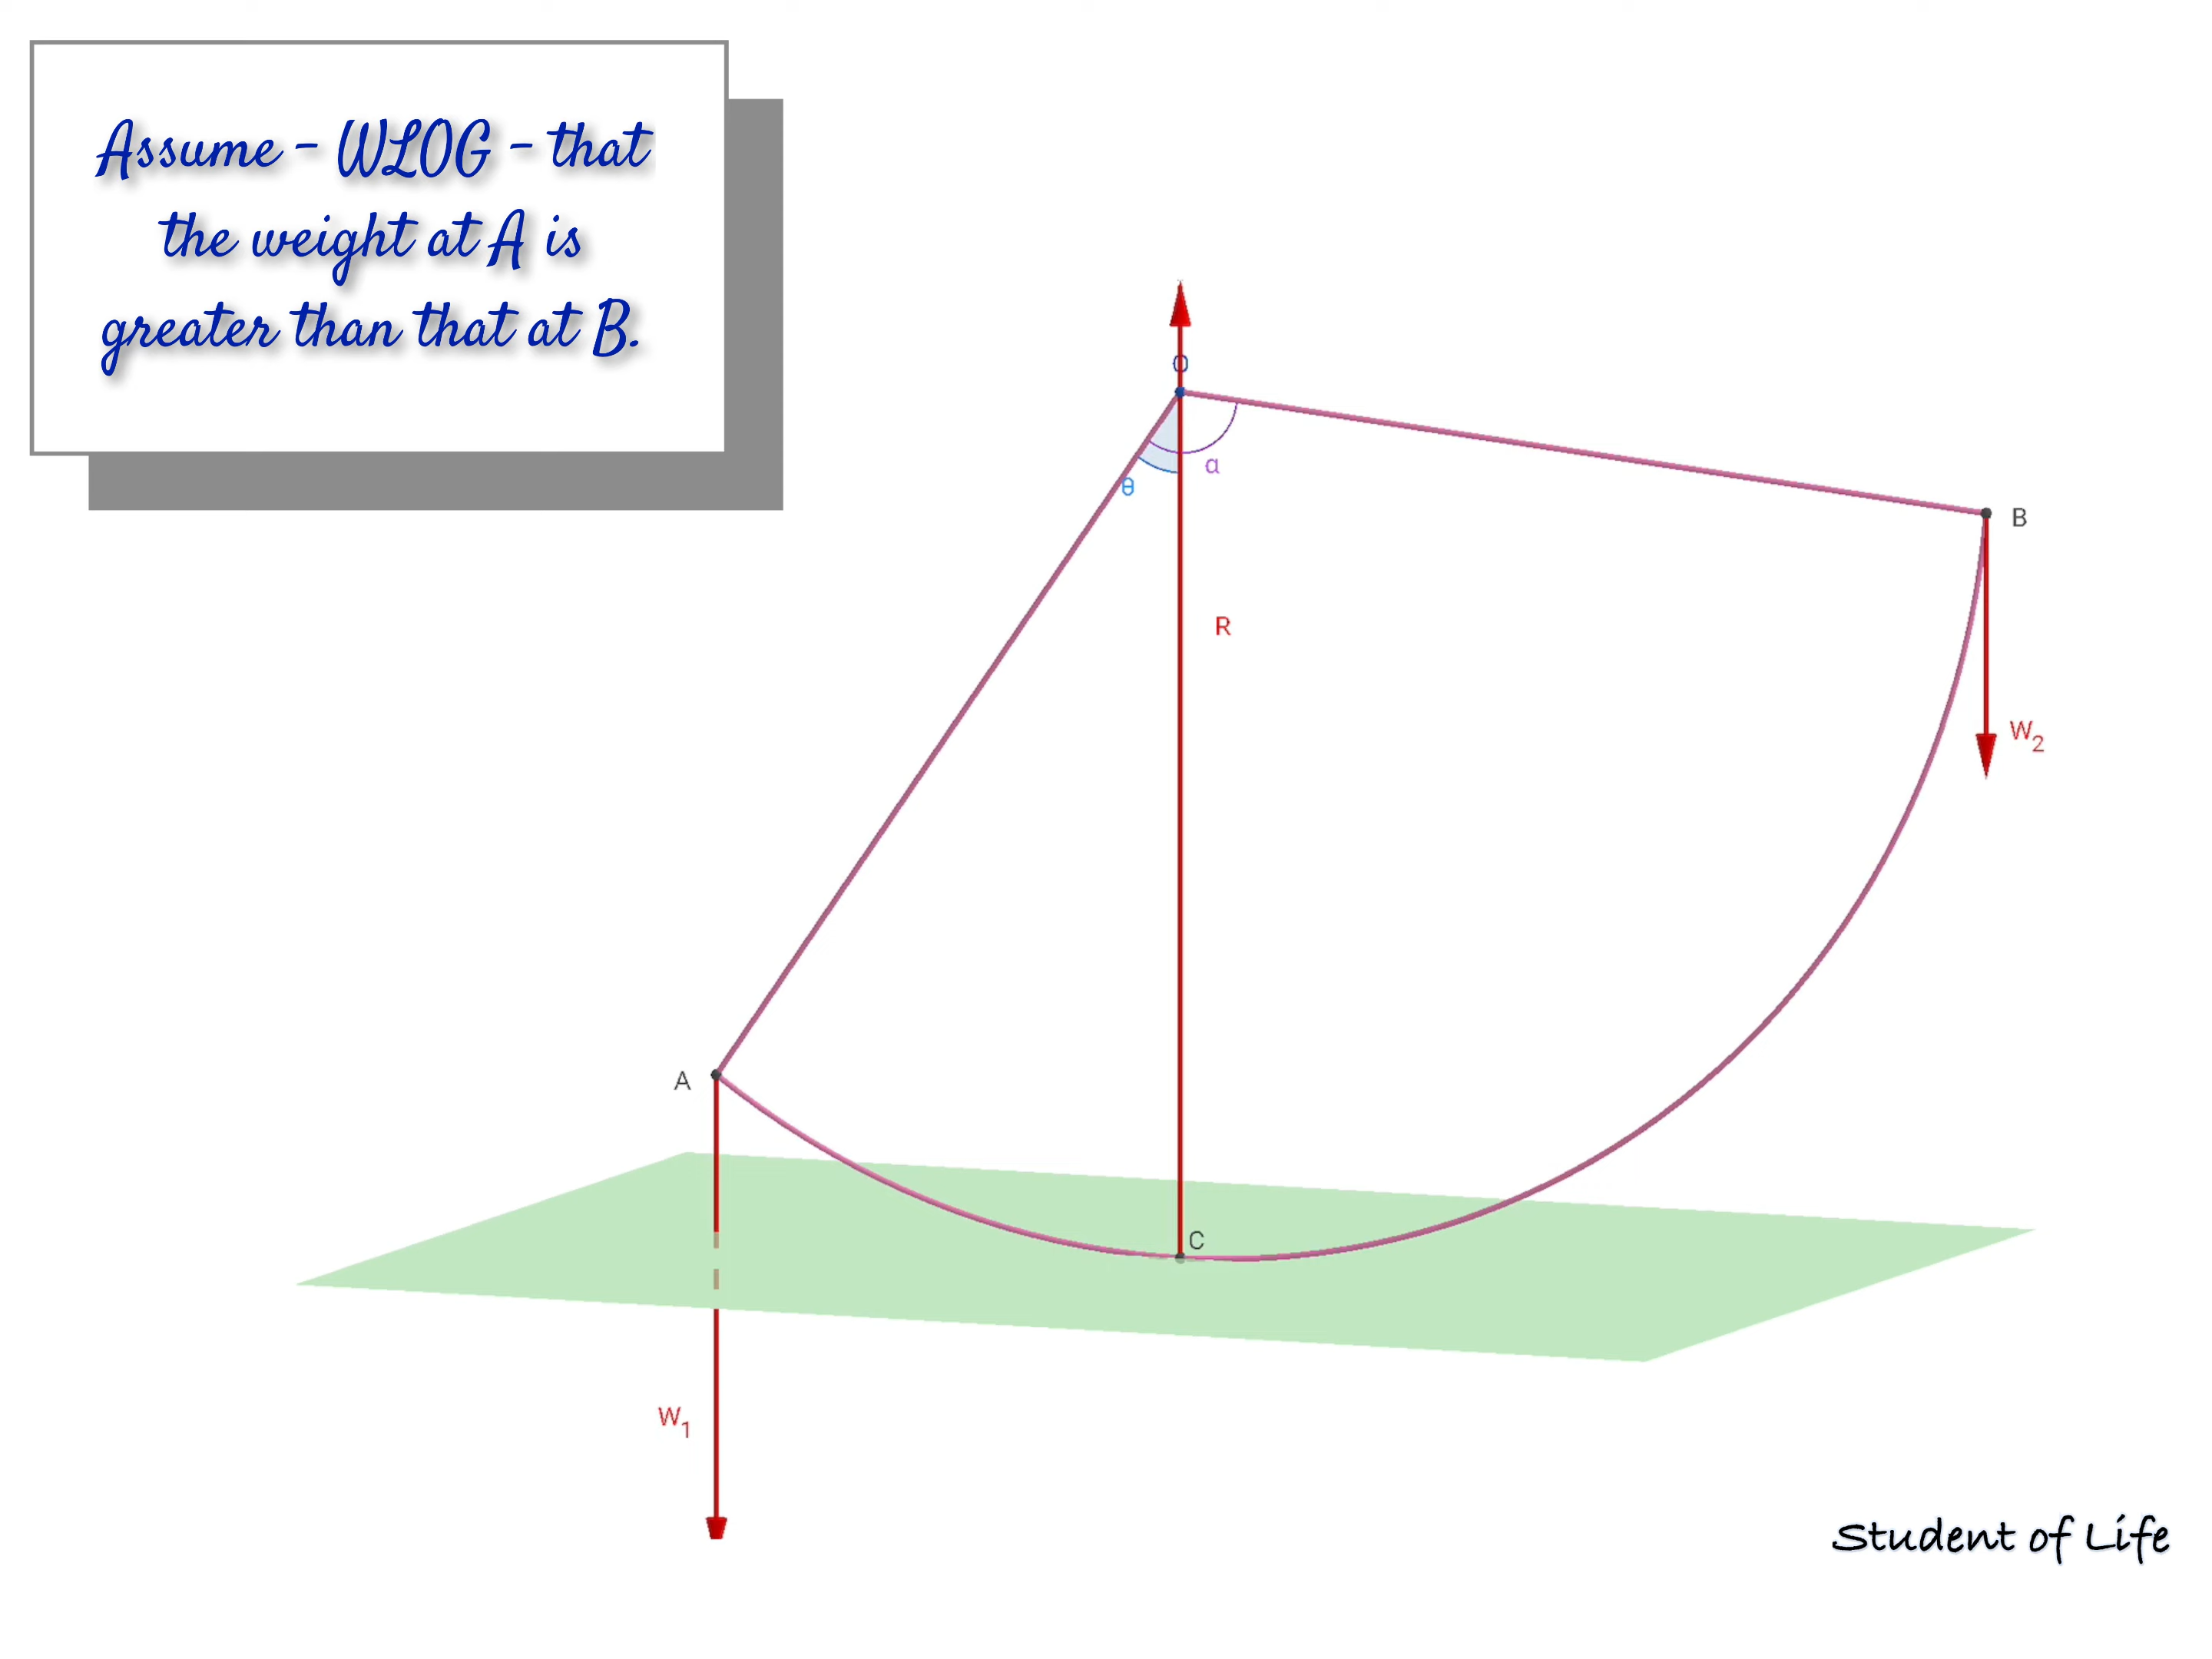 Assume - WLOG - that
the weight at A is
greater than that at B.
O
α
θ
B
R
W2
A
C
W1
Student of Life